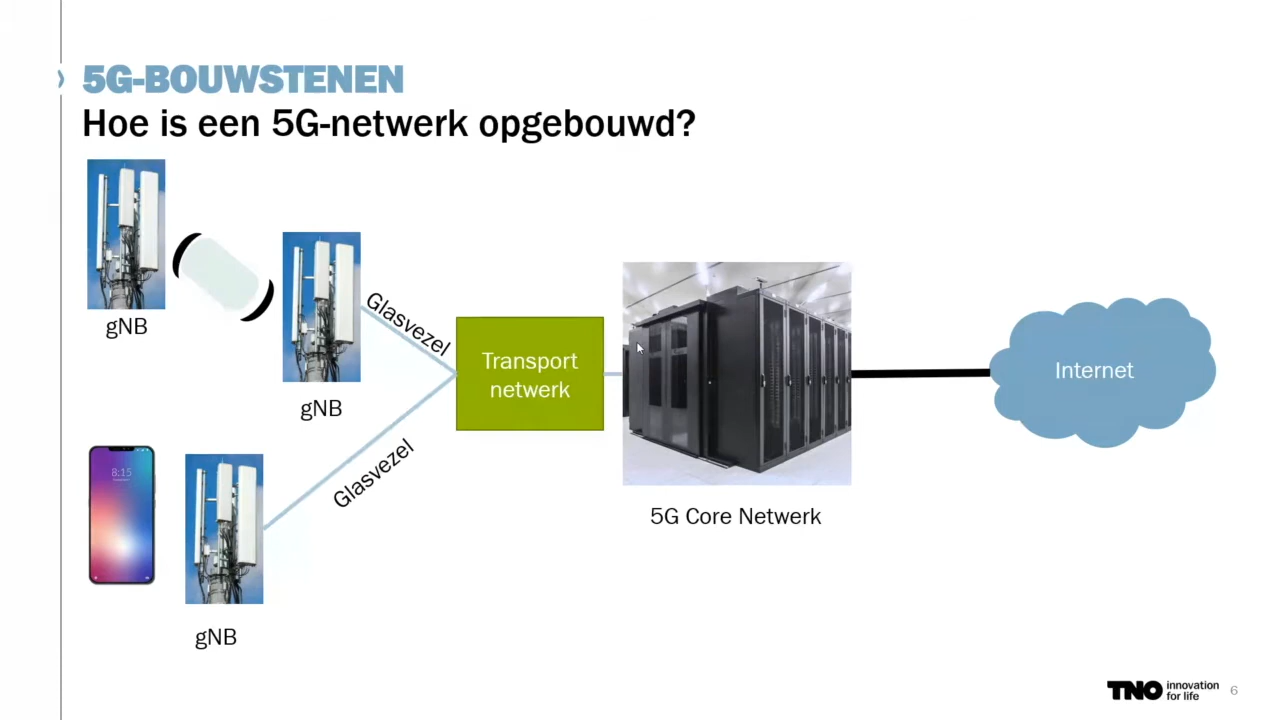 5G-BOUWSTENEN
Hoe is een 5G-netwerk opgebouwd?
gNB
gNB
Glasvezel
Transport
netwerk
Internet
8:15
Glasvezel
5G Core Netwerk
gNB
TNO innovation
for life
6